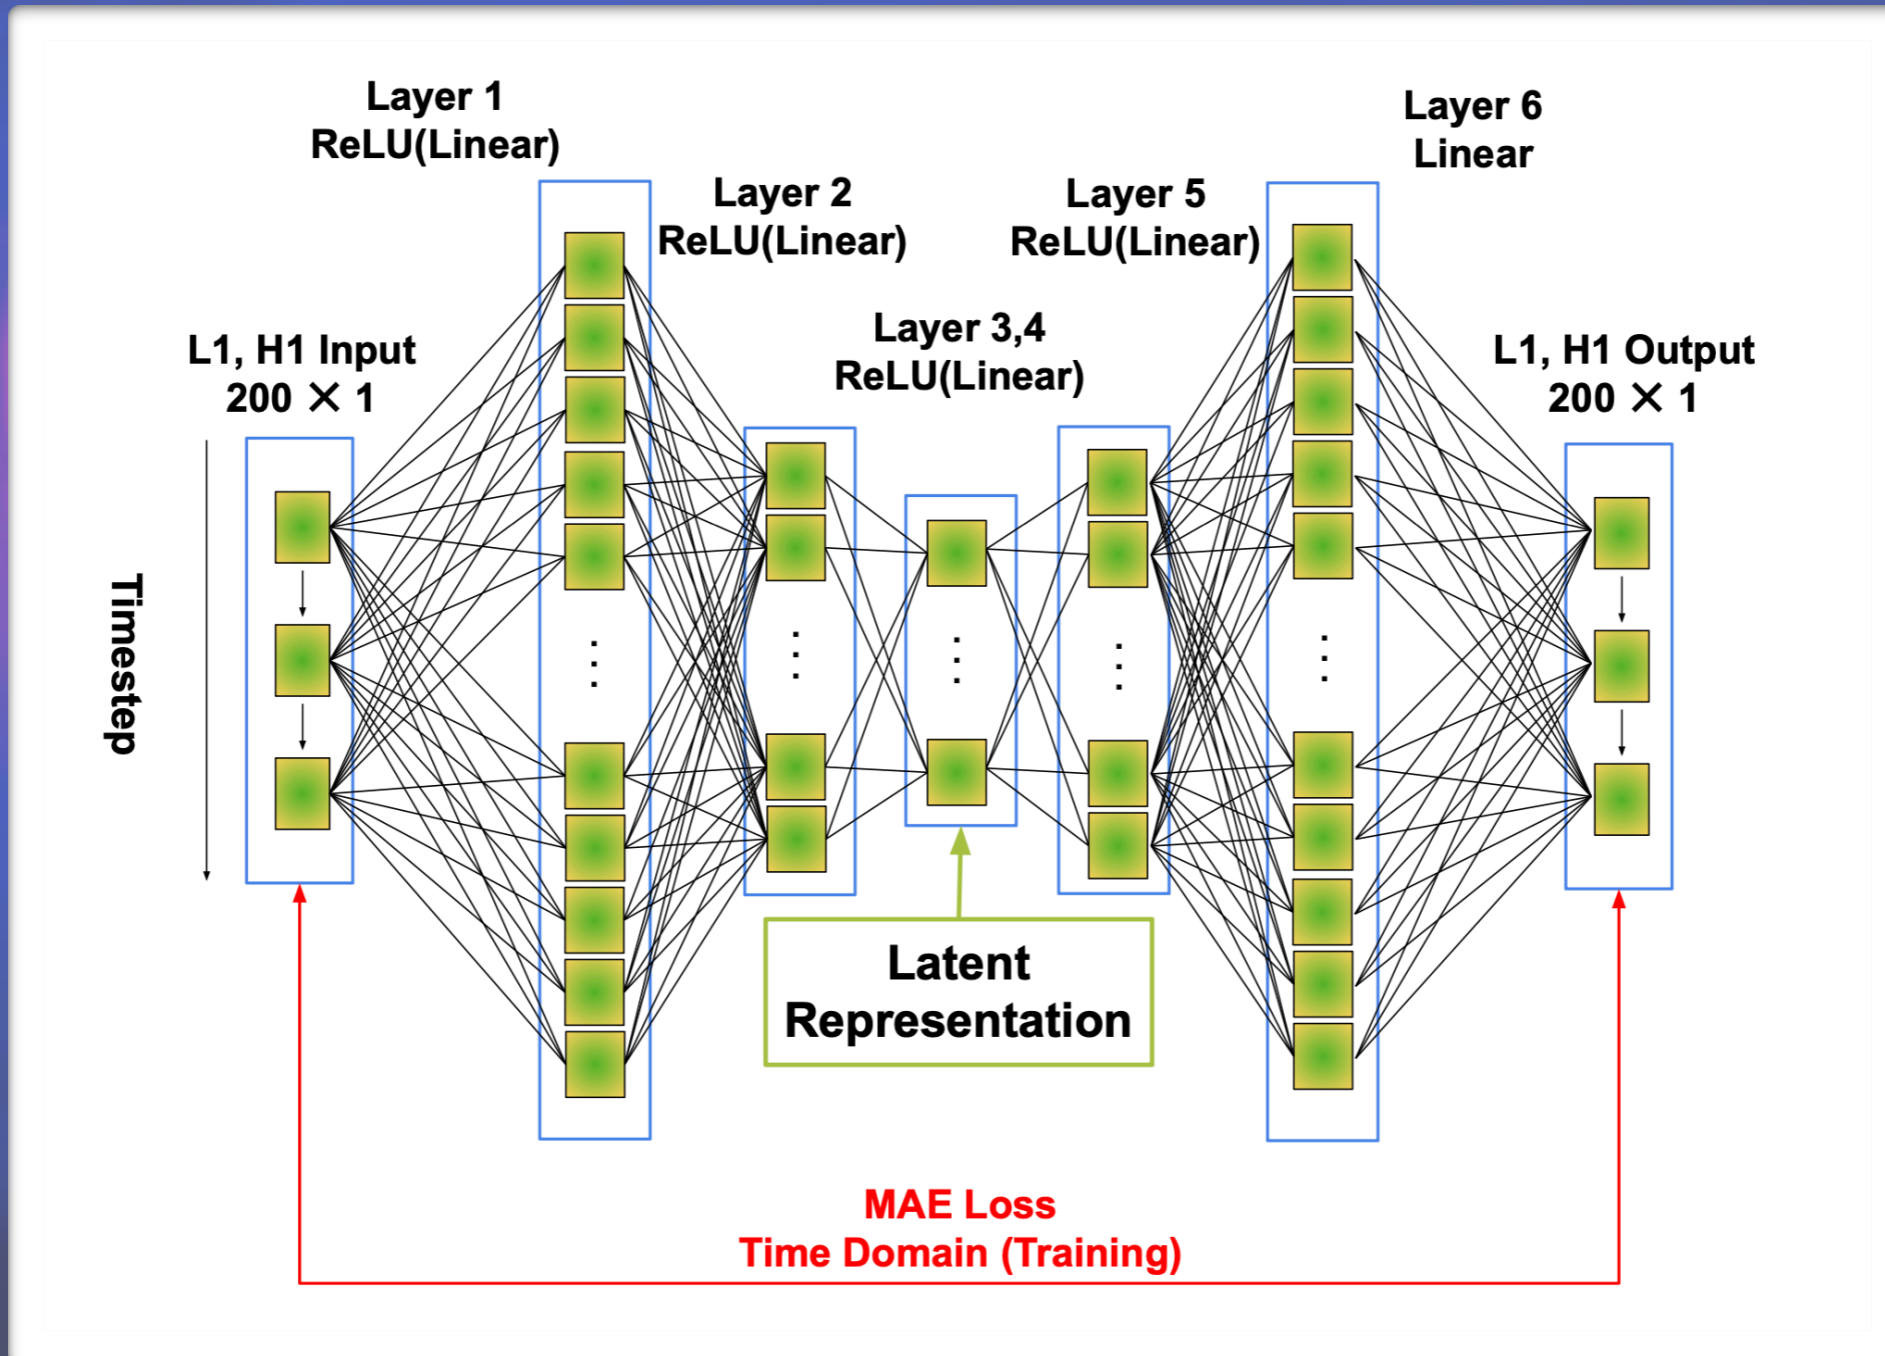 Layer 1
ReLU(Linear)
Layer 6
Linear
Layer 2
ReLU(Linear)
Layer 5
ReLU(Linear)
Layer 3,4
ReLU(Linear)
L1, H1 Input
200 × 1
L1, H1 Output
200 × 1
Timestep
Latent
Representation
MAE Loss
Time Domain (Training)